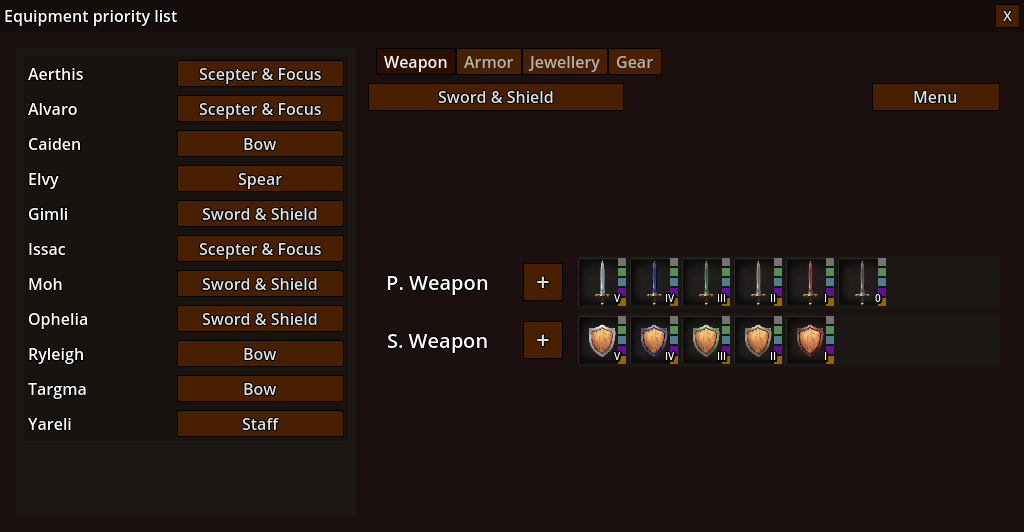 Equipment priority list X
Weapon Armor Jewellery Gear
Sword & Shield Menu
Aerthis Scepter & Focus
Alvaro Scepter & Focus
Caiden Bow
Elvy Spear
Gimli Sword & Shield
Issac Scepter & Focus
Moh Sword & Shield
Ophelia Sword & Shield
Ryleigh Bow
Targma Bow
Yareli Staff
P. Weapon + V IV III II I 0
S. Weapon + V IV III II I